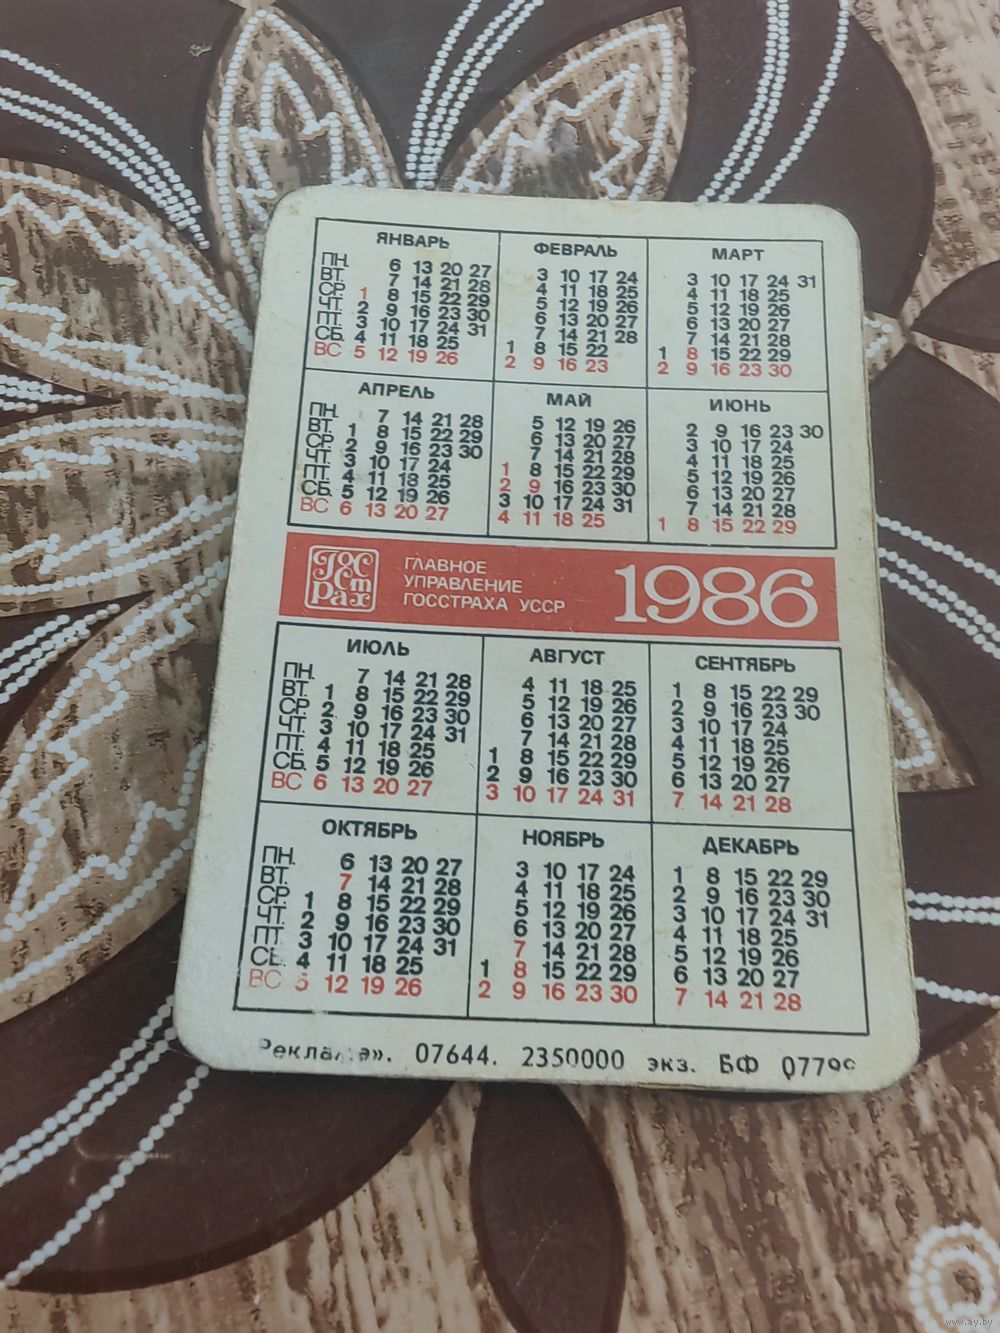 ЯНВАРЬ
ПН. 6 13 20 27
ВТ. 7 14 21 28
СР. 1 8 15 22 29
ЧТ. 2 9 16 23 30
ПТ. 3 10 17 24 31
СБ. 4 11 18 25
ВС 5 12 19 26
ФЕВРАЛЬ
3 10 17 24
4 11 18 25
5 12 19 26
6 13 20 27
7 14 21 28
1 8 15 22
2 9 16 23
МАРТ
3 10 17 24 31
4 11 18 25
5 12 19 26
6 13 20 27
7 14 21 28
1 8 15 22 29
2 9 16 23 30
АПРЕЛЬ
ПН. 7 14 21 28
ВТ. 1 8 15 22 29
СР. 2 9 16 23 30
ЧТ. 3 10 17 24
ПТ. 4 11 18 25
СБ. 5 12 19 26
ВС 6 13 20 27
МАЙ
5 12 19 26
6 13 20 27
7 14 21 28
1 8 15 22 29
2 9 16 23 30
3 10 17 24 31
4 11 18 25
ИЮНЬ
2 9 16 23 30
3 10 17 24
4 11 18 25
5 12 19 26
6 13 20 27
7 14 21 28
1 8 15 22 29
Госстрах
ГЛАВНОЕ
УПРАВЛЕНИЕ
ГОССТРАХА УССР
1986
ИЮЛЬ
ПН. 7 14 21 28
ВТ. 1 8 15 22 29
СР. 2 9 16 23 30
ЧТ. 3 10 17 24 31
ПТ. 4 11 18 25
СБ. 5 12 19 26
ВС 6 13 20 27
АВГУСТ
4 11 18 25
5 12 19 26
6 13 20 27
7 14 21 28
1 8 15 22 29
2 9 16 23 30
3 10 17 24 31
СЕНТЯБРЬ
1 8 15 22 29
2 9 16 23 30
3 10 17 24
4 11 18 25
5 12 19 26
6 13 20 27
7 14 21 28
ОКТЯБРЬ
ПН. 6 13 20 27
ВТ. 7 14 21 28
СР. 1 8 15 22 29
ЧТ. 2 9 16 23 30
ПТ. 3 10 17 24 31
СБ. 4 11 18 25
ВС 5 12 19 26
НОЯБРЬ
3 10 17 24
4 11 18 25
5 12 19 26
6 13 20 27
7 14 21 28
1 8 15 22 29
2 9 16 23 30
ДЕКАБРЬ
1 8 15 22 29
2 9 16 23 30
3 10 17 24 31
4 11 18 25
5 12 19 26
6 13 20 27
7 14 21 28
Реклама». 07644. 2350000 экз. БФ 07799
www.ay.by